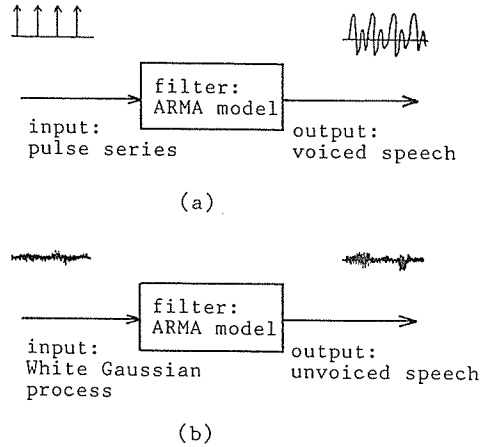 filter:
ARMA model
input:
pulse series
output:
voiced speech
(a)
filter:
ARMA model
input:
White Gaussian
process
output:
unvoiced speech
(b)